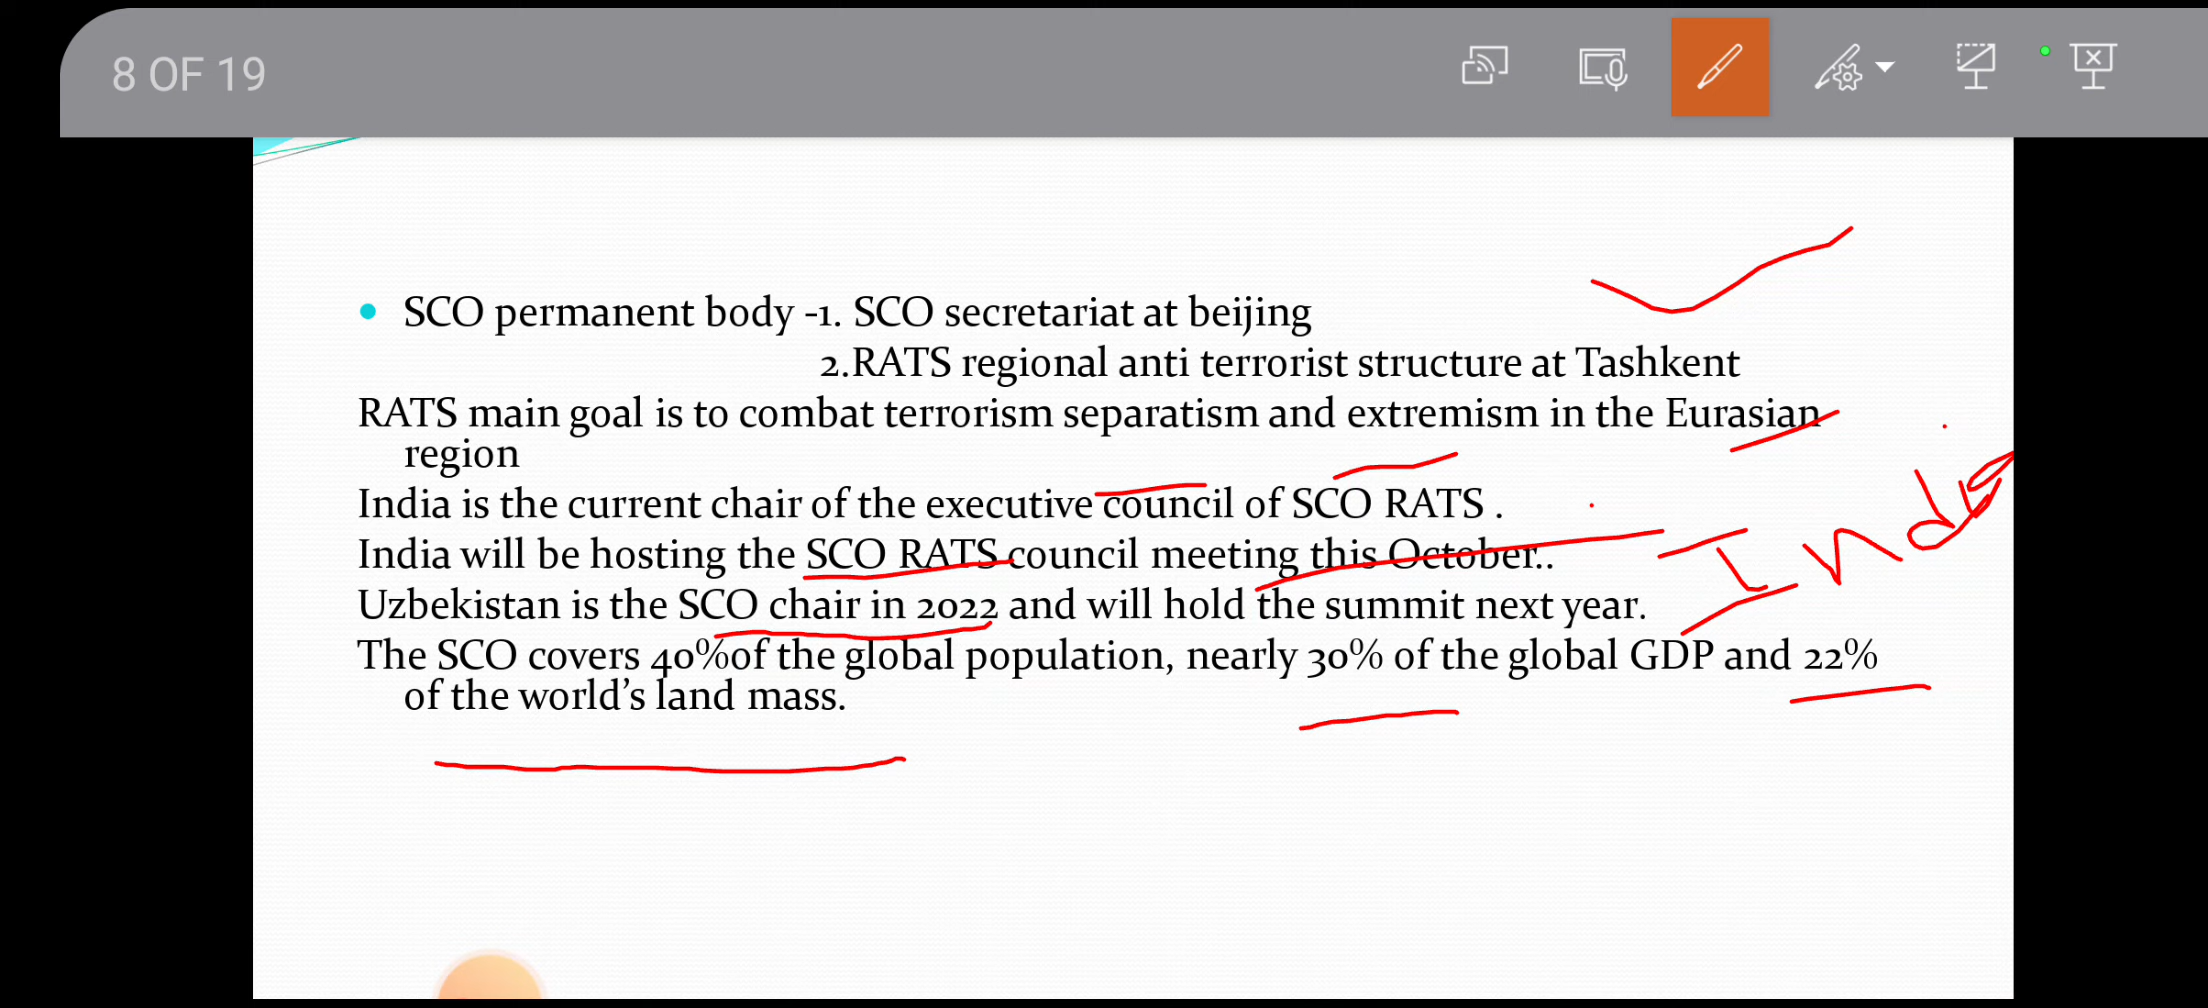 8 OF 19
SCO permanent body -1. SCO secretariat at beijing
2.RATS regional anti terrorist structure at Tashkent
RATS main goal is to combat terrorism separatism and extremism in the Eurasian
region
India is the current chair of the executive council of SCO RATS .
India will be hosting the SCO RATS council meeting this October..
Uzbekistan is the SCO chair in 2022 and will hold the summit next year.
India
The SCO covers 40%of the global population, nearly 30% of the global GDP and 22%
of the world's land mass.